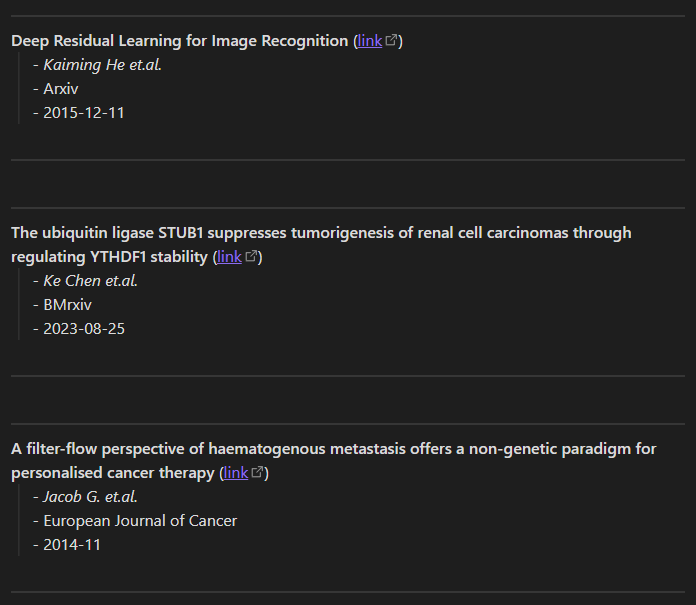 Deep Residual Learning for Image Recognition (link)
- Kaiming He et.al.
- Arxiv
- 2015-12-11
The ubiquitin ligase STUB1 suppresses tumorigenesis of renal cell carcinomas through
regulating YTHDF1 stability (link)
- Ke Chen et.al.
- BMrxiv
- 2023-08-25
A filter-flow perspective of haematogenous metastasis offers a non-genetic paradigm for
personalised cancer therapy (link)
- Jacob G. et.al.
- European Journal of Cancer
- 2014-11